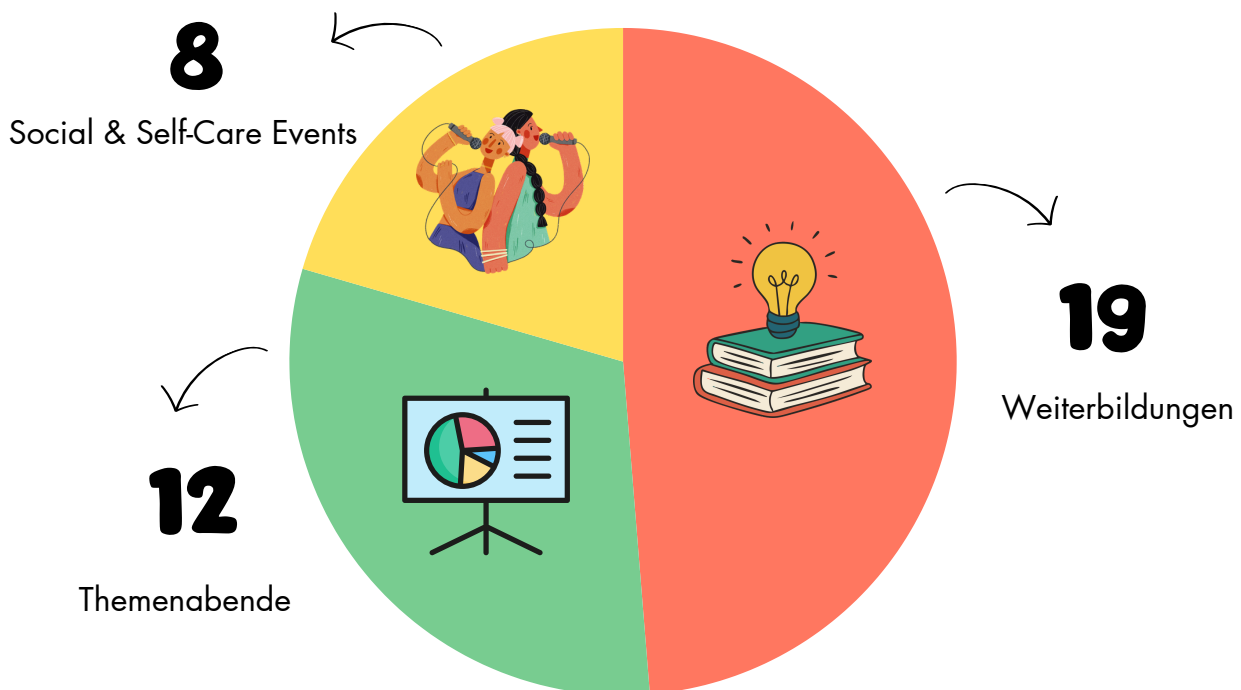 8
Social & Self-Care Events
19
Weiterbildungen
12
Themenabende